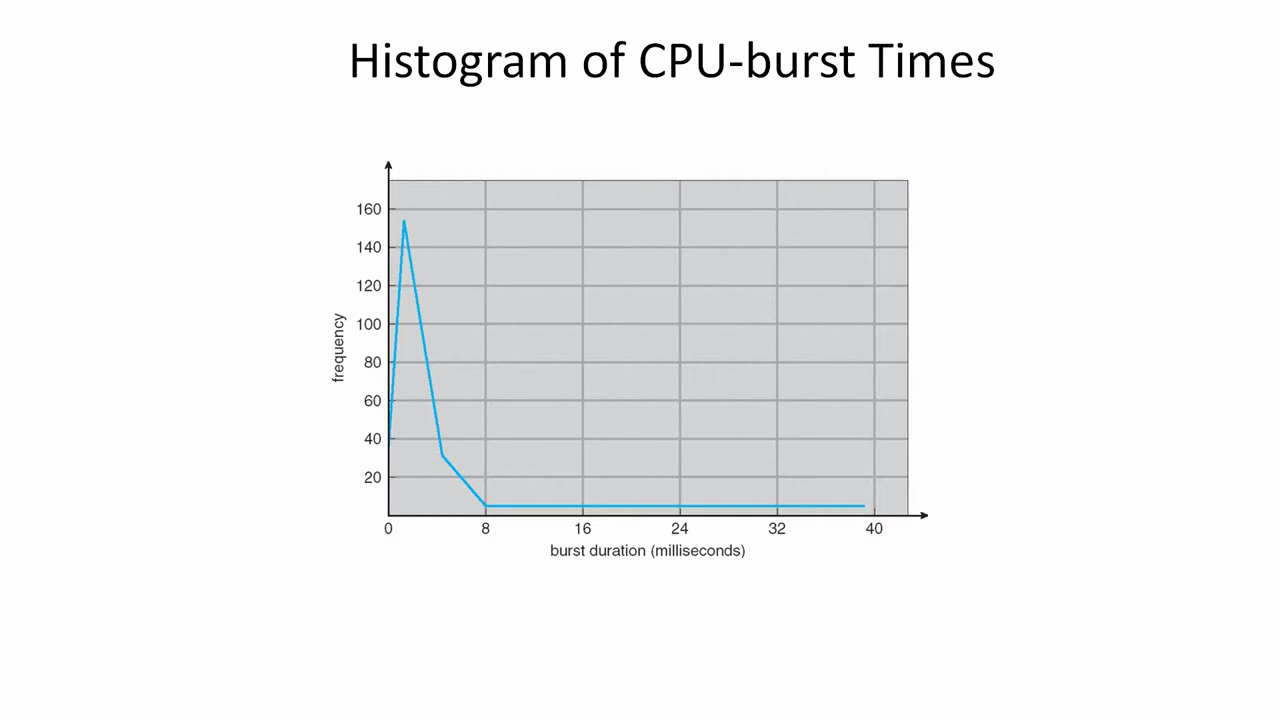 Histogram of CPU-burst Times
160
140
120
100
80
60
40
20
frequency
0 8 16 24 32 40
burst duration (milliseconds)